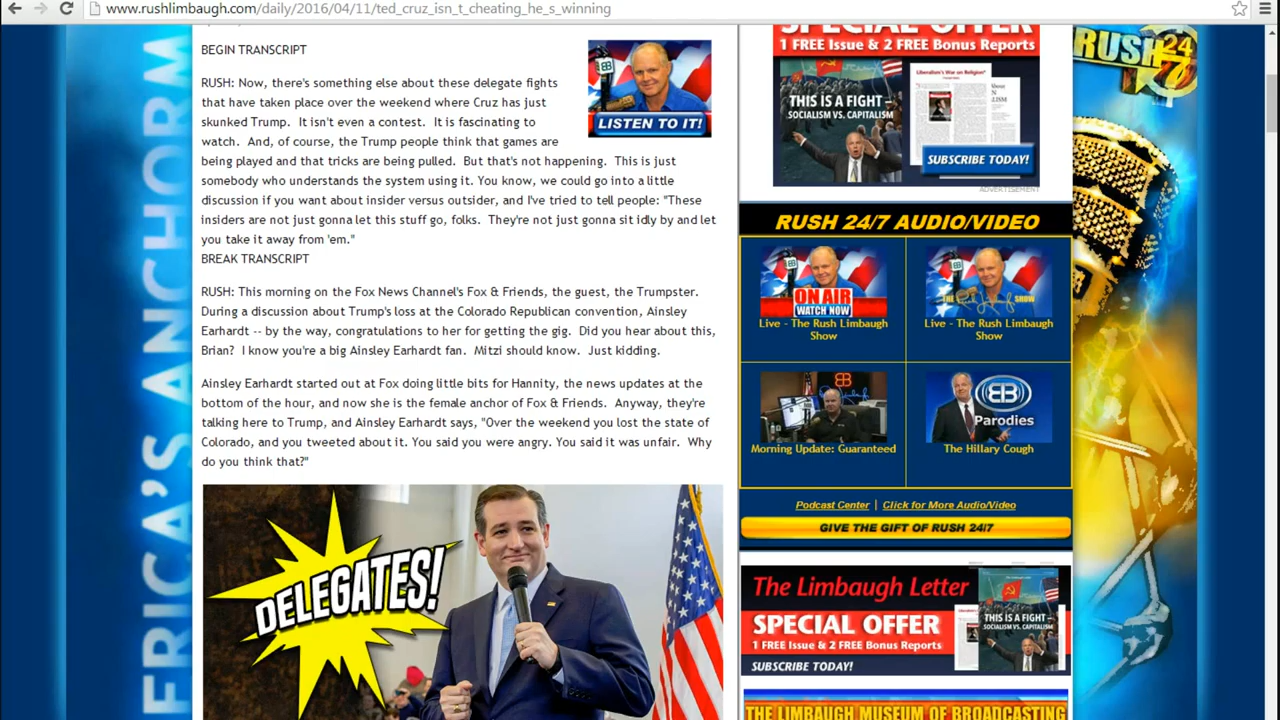 www.rushlimbaugh.com/daily/2016/04/11/ted_cruz_isn_t_cheating_he_s_winning
BEGIN TRANSCRIPT
RUSH: Now, there's something else about these delegate fights
that have taken place over the weekend where Cruz has just
skunked Trump. It isn't even a contest. It is fascinating to
watch. And, of course, the Trump people think that games are
being played and that tricks are being pulled. But that's not happening. This is just
somebody who understands the system using it. You know, we could go into a little
discussion if you want about insider versus outsider, and I've tried to tell people: "These
insiders are not just gonna let this stuff go, folks. They're not just gonna sit idly by and let
you take it away from 'em."
BREAK TRANSCRIPT
RUSH: This morning on the Fox News Channel's Fox & Friends, the guest, the Trumpster.
During a discussion about Trump's loss at the Colorado Republican convention, Ainsley
Earhardt -- by the way, congratulations to her for getting the gig. Did you hear about this,
Brian? I know you're a big Ainsley Earhardt fan. Mitzi should know. Just kidding.
Ainsley Earhardt started out at Fox doing little bits for Hannity, the news updates at the
bottom of the hour, and now she is the female anchor of Fox & Friends. Anyway, they're
talking here to Trump, and Ainsley Earhardt says, "Over the weekend you lost the state of
Colorado, and you tweeted about it. You said you were angry. You said it was unfair. Why
do you think that?"
LISTEN TO IT!
DELEGATES!
SPECIAL OFFER
1 FREE Issue & 2 FREE Bonus Reports
Liberalism's War on Religion
THIS IS A FIGHT –
SOCIALISM VS. CAPITALISM
SUBSCRIBE TODAY!
ADVERTISEMENT
RUSH 24/7 AUDIO/VIDEO
ON AIR
WATCH NOW
Live - The Rush Limbaugh
Show
THE Rush Limbaugh SHOW
Live - The Rush Limbaugh
Show
EIB
Morning Update: Guaranteed
EIB
Parodies
The Hillary Cough
Podcast Center | Click for More Audio/Video
GIVE THE GIFT OF RUSH 24/7
The Limbaugh Letter
SPECIAL OFFER
1 FREE ISSUE & 2 FREE BONUS REPORTS
SUBSCRIBE TODAY!
THIS IS A FIGHT –
SOCIALISM VS. CAPITALISM
THE LIMBAUGH MUSEUM OF BROADCASTING
RUSH 24/7
ERICA'S ANCHORM